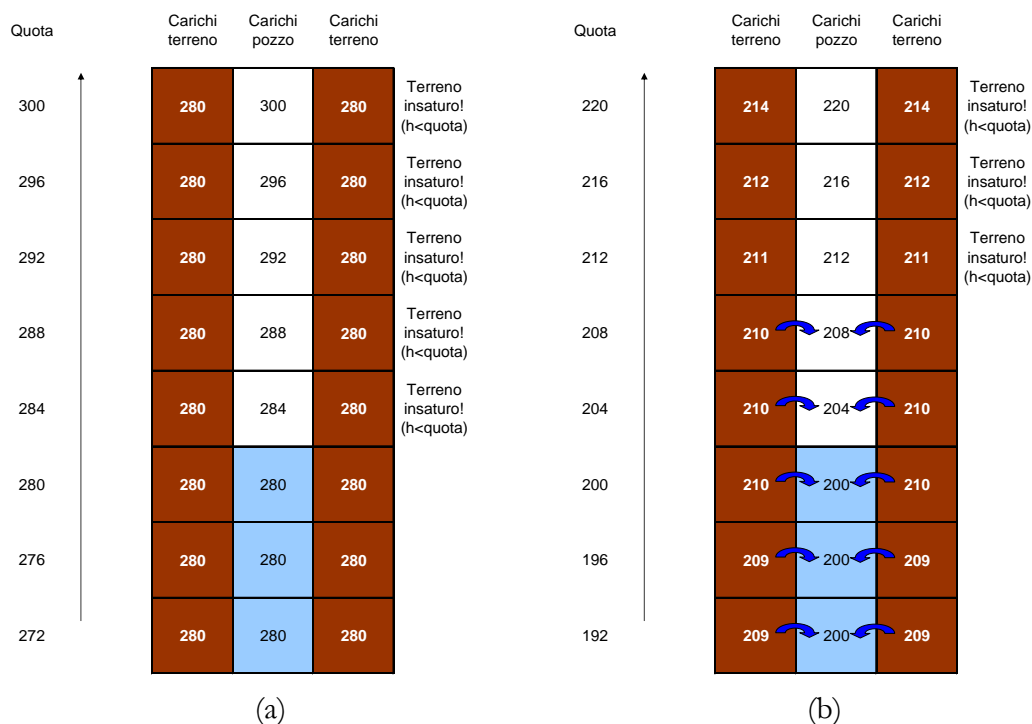 Quota
Carichi terreno
Carichi pozzo
Carichi terreno
300
280
300
280
Terreno
insaturo!
(h<quota)
296
280
296
280
Terreno
insaturo!
(h<quota)
292
280
292
280
Terreno
insaturo!
(h<quota)
288
280
288
280
Terreno
insaturo!
(h<quota)
284
280
284
280
Terreno
insaturo!
(h<quota)
280
280
280
280
276
280
280
280
272
280
280
280
(a)
Quota
Carichi terreno
Carichi pozzo
Carichi terreno
220
214
220
214
Terreno
insaturo!
(h<quota)
216
212
216
212
Terreno
insaturo!
(h<quota)
212
211
212
211
Terreno
insaturo!
(h<quota)
208
210
208
210
204
210
204
210
200
210
200
210
196
209
200
209
192
209
200
209
(b)